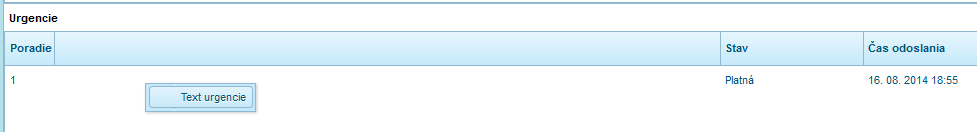 Urgencie
Poradie Stav Čas odoslania
1 Platná 16. 08. 2014 18:55
Text urgencie